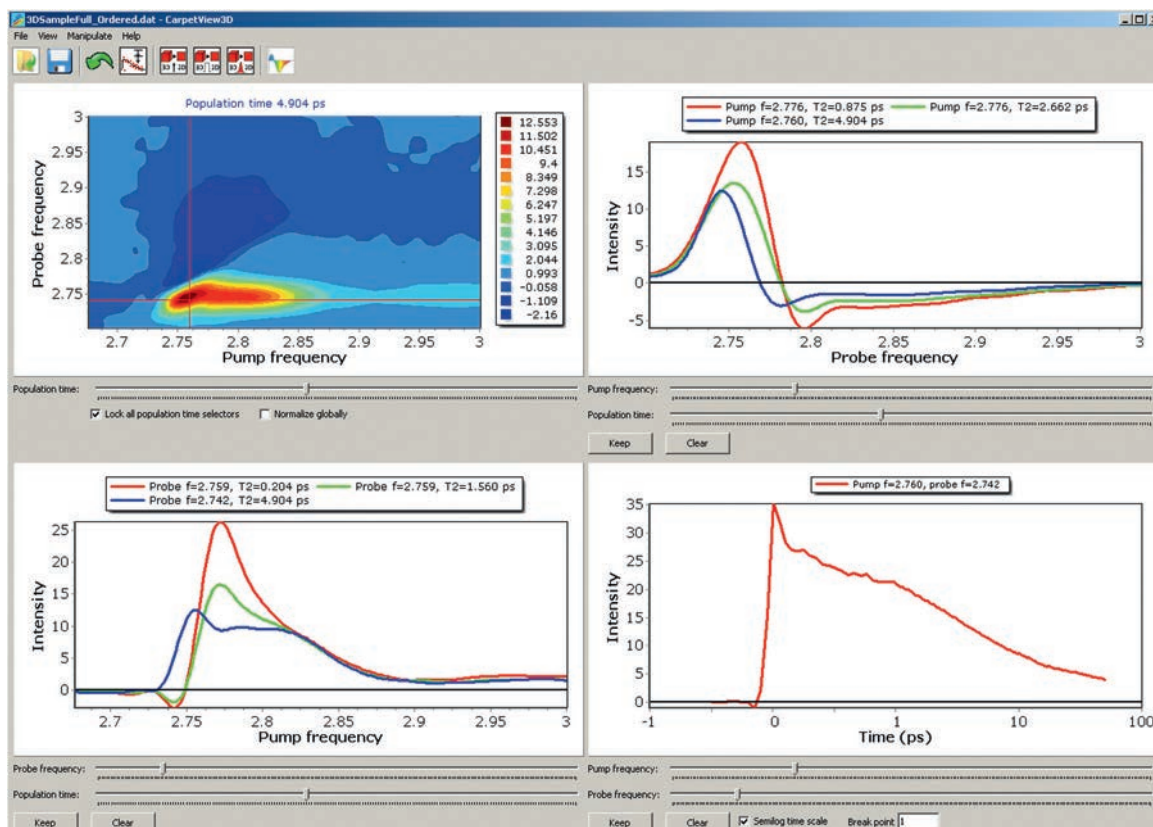 3DSampleFull_Ordered.dat - CarpetView3D
File View Manipulate Help
Population time 4.904 ps
3
2.95
2.9
2.85
2.8
2.75
Probe frequency
2.7 2.75 2.8 2.85 2.9 2.95 3
Pump frequency
12.553
11.502
10.451
9.4
8.349
7.298
6.247
5.197
4.146
3.095
2.044
0.993
-0.058
-1.109
-2.16
Population time:
Lock all population time selectors Normalize globally
Pump f=2.776, T2=0.875 ps Pump f=2.776, T2=2.662 ps
Pump f=2.760, T2=4.904 ps
15
10
5
0
-5
Intensity
2.75 2.8 2.85 2.9 2.95 3
Probe frequency
Pump frequency:
Population time:
Keep Clear
Probe f=2.759, T2=0.204 ps Probe f=2.759, T2=1.560 ps
Probe f=2.742, T2=4.904 ps
25
20
15
10
5
0
Intensity
2.7 2.75 2.8 2.85 2.9 2.95 3
Pump frequency
Probe frequency:
Population time:
Keep Clear
Pump f=2.760, probe f=2.742
35
30
25
20
15
10
5
0
Intensity
-1 0 1 10 100
Time (ps)
Pump frequency:
Probe frequency:
Keep Clear Semilog time scale Break point 1